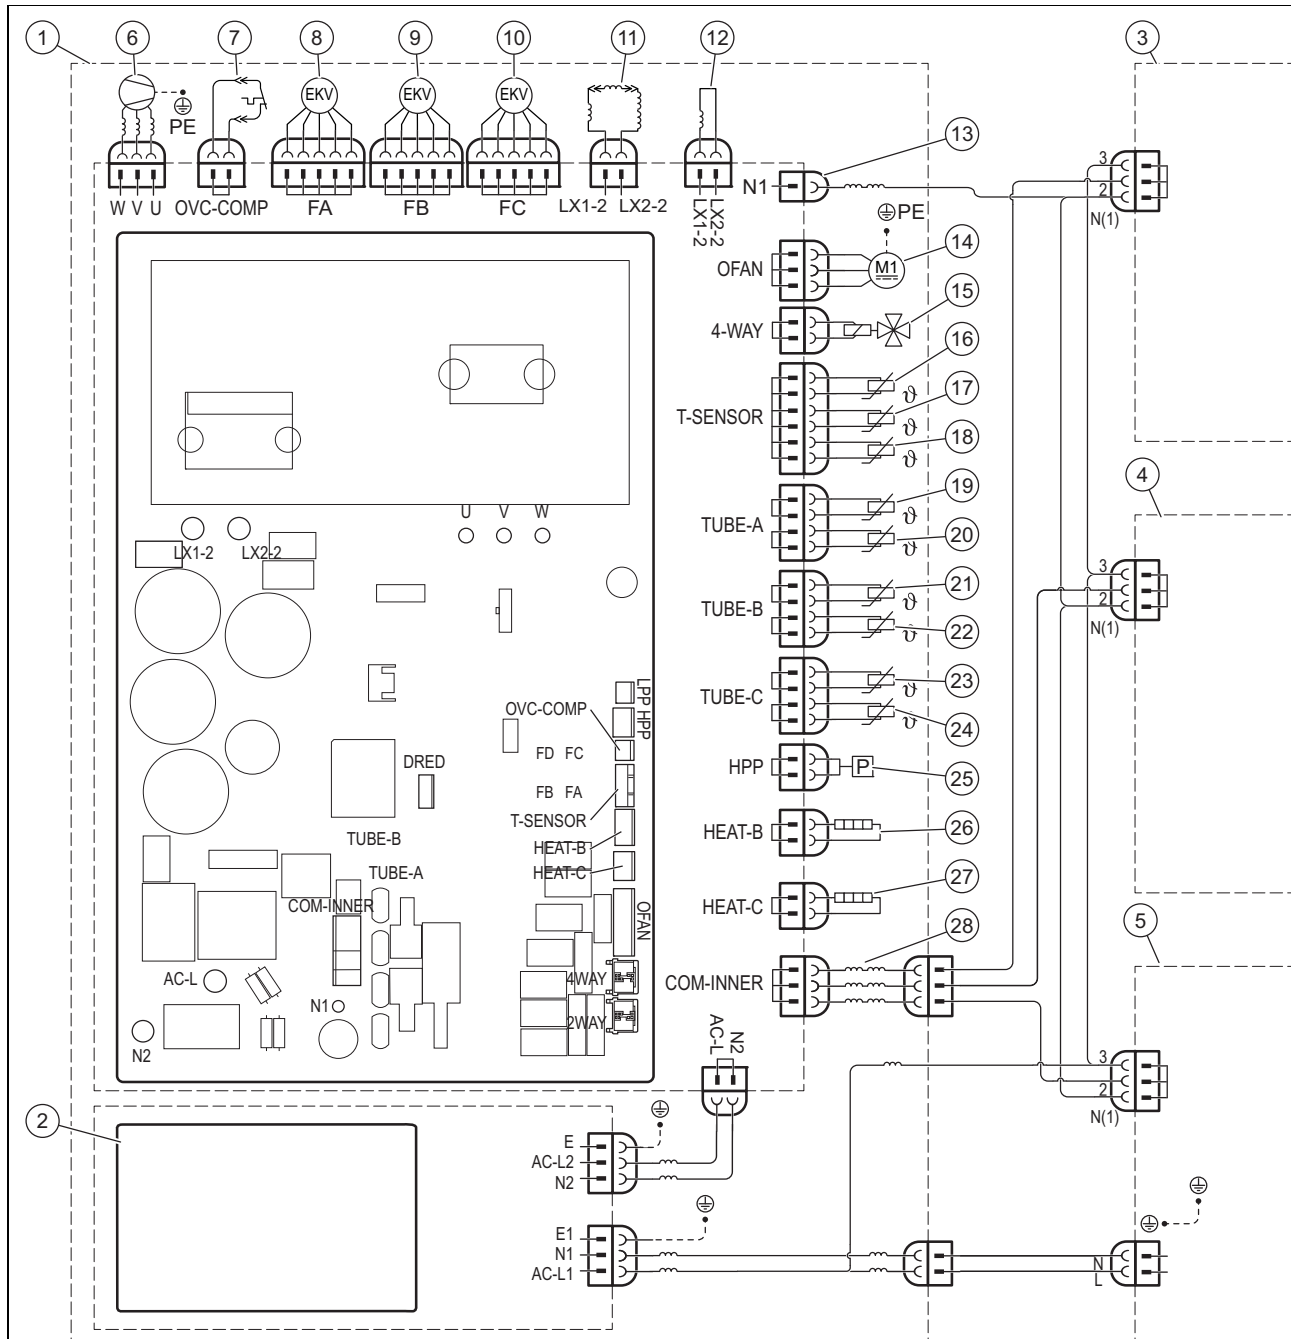 1
6
7
8
9
10
11
12
3
EKV
EKV
EKV
PE
13
W V U
OVC-COMP
FA
FB
FC
LX1-2
LX2-2
LX1-2
LX2-2
N1
3
2
N(1)
PE
OFAN
M1
14
4-WAY
15
16
T-SENSOR
ϑ
17
ϑ
18
ϑ
4
U
V
W
LX1-2
LX2-2
19
TUBE-A
ϑ
20
ϑ
3
2
N(1)
21
TUBE-B
ϑ
22
ϑ
23
TUBE-C
ϑ
24
ϑ
LPP
HPP
OVC-COMP
FD FC
DRED
FB FA
T-SENSOR
HPP
P
25
TUBE-B
HEAT-B
HEAT-B
26
TUBE-A
HEAT-C
COM-INNER
OFAN
HEAT-C
27
5
28
AC-L
4WAY
COM-INNER
N1
2WAY
N2
AC-L
N2
3
2
N(1)
2
E
AC-L2
N2
E1
N1
AC-L1
N
L